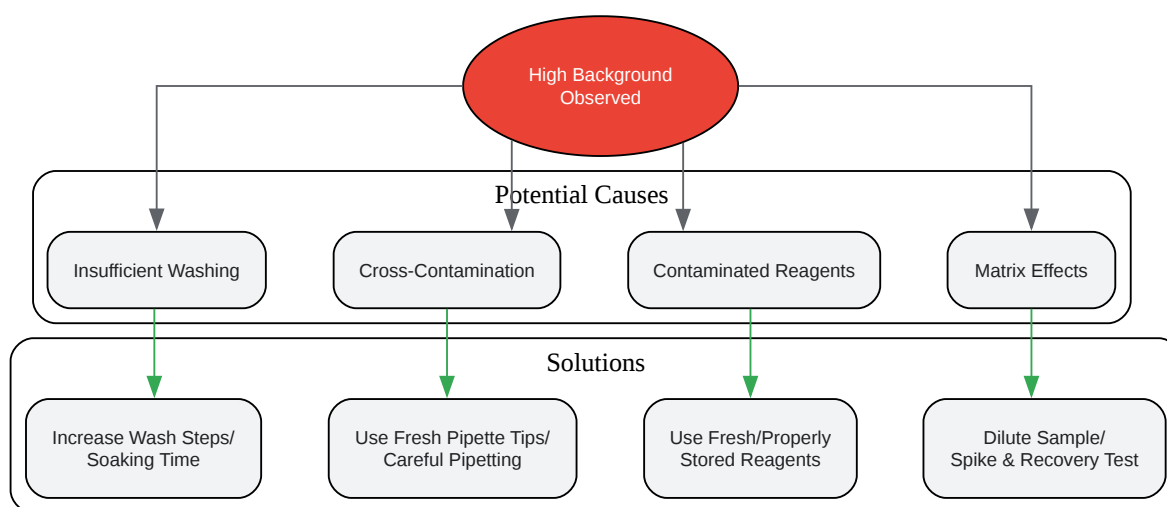 High Background
Observed
Potential Causes
Insufficient Washing
Cross-Contamination
Contaminated Reagents
Matrix Effects
Solutions
Increase Wash Steps/
Soaking Time
Use Fresh Pipette Tips/
Careful Pipetting
Use Fresh/Properly
Stored Reagents
Dilute Sample/
Spike & Recovery Test